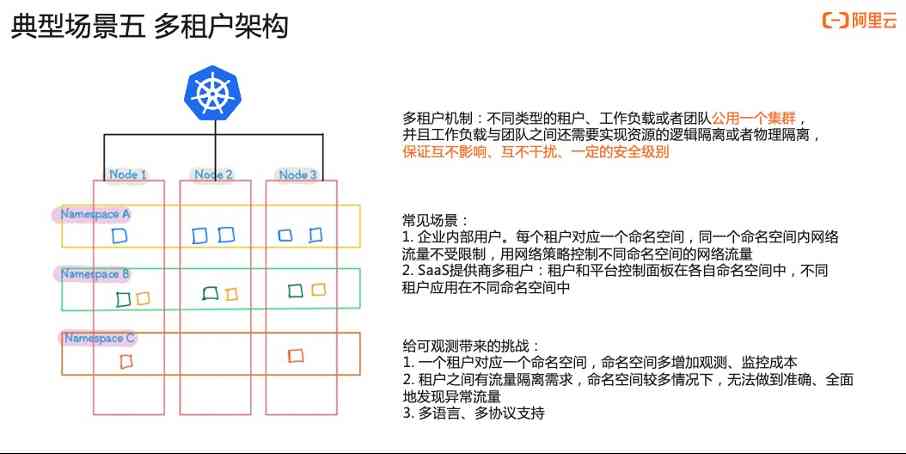 典型场景五 多租户架构
阿里云
Node 1
Node 2
Node 3
Namespace A
Namespace B
Namespace C
多租户机制：不同类型的租户、工作负载或者团队公用一个集群，
并且工作负载与团队之间还需要实现资源的逻辑隔离或者物理隔离，
保证互不影响、互不干扰、一定的安全级别
常见场景：
1. 企业内部用户。每个租户对应一个命名空间，同一个命名空间内网络
流量不受限制，用网络策略控制不同命名空间的网络流量
2. SaaS提供商多租户：租户和平台控制面板在各自命名空间中，不同
租户应用在不同命名空间中
给可观测带来的挑战：
1. 一个租户对应一个命名空间，命名空间多增加观测、监控成本
2. 租户之间有流量隔离需求，命名空间较多情况下，无法做到准确、全面
地发现异常流量
3. 多语言、多协议支持